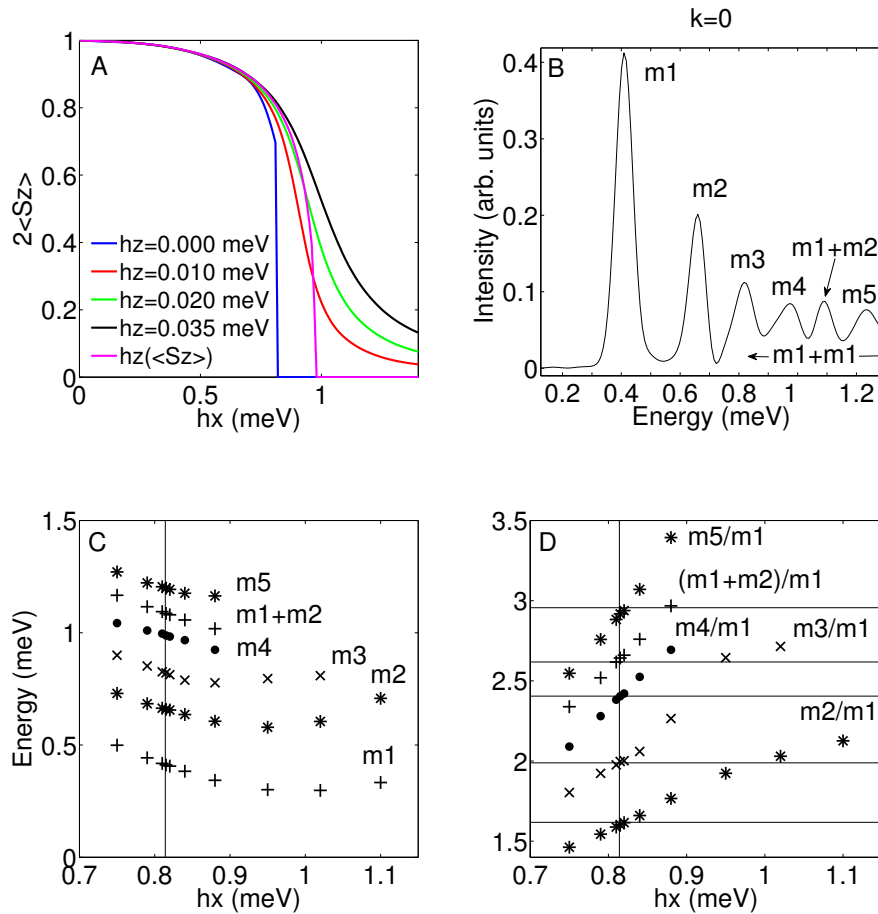 k=0
A
1
0.8
0.6
0.4
0.2
0
2<Sz>
hz=0.000 meV
hz=0.010 meV
hz=0.020 meV
hz=0.035 meV
hz(<Sz>)
0 0.5 1
hx (meV)
B
0.4
0.3
0.2
0.1
0
Intensity (arb. units)
m1
m2
m3
m4
m1+m2
m5
m1+m1
0.2 0.4 0.6 0.8 1 1.2
Energy (meV)
C
1.5
1
0.5
0
Energy (meV)
m5
m1+m2
m4
m3
m2
m1
0.7 0.8 0.9 1 1.1
hx (meV)
D
3.5
3
2.5
2
1.5
m5/m1
(m1+m2)/m1
m4/m1
m3/m1
m2/m1
0.7 0.8 0.9 1 1.1
hx (meV)